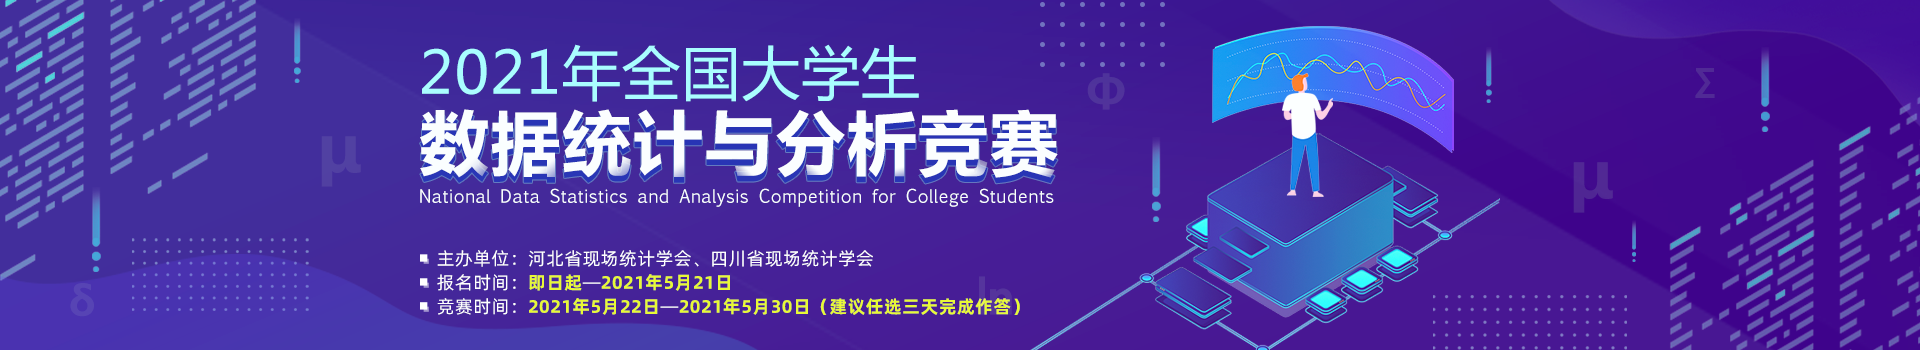 2021年全国大学生
数据统计与分析竞赛
National Data Statistics and Analysis Competition for College Students
主办单位：河北省现场统计学会、四川省现场统计学会
报名时间：即日起—2021年5月21日
竞赛时间：2021年5月22日—2021年5月30日（建议任选三天完成作答）
μ
δ
Φ
ln
Σ
μ